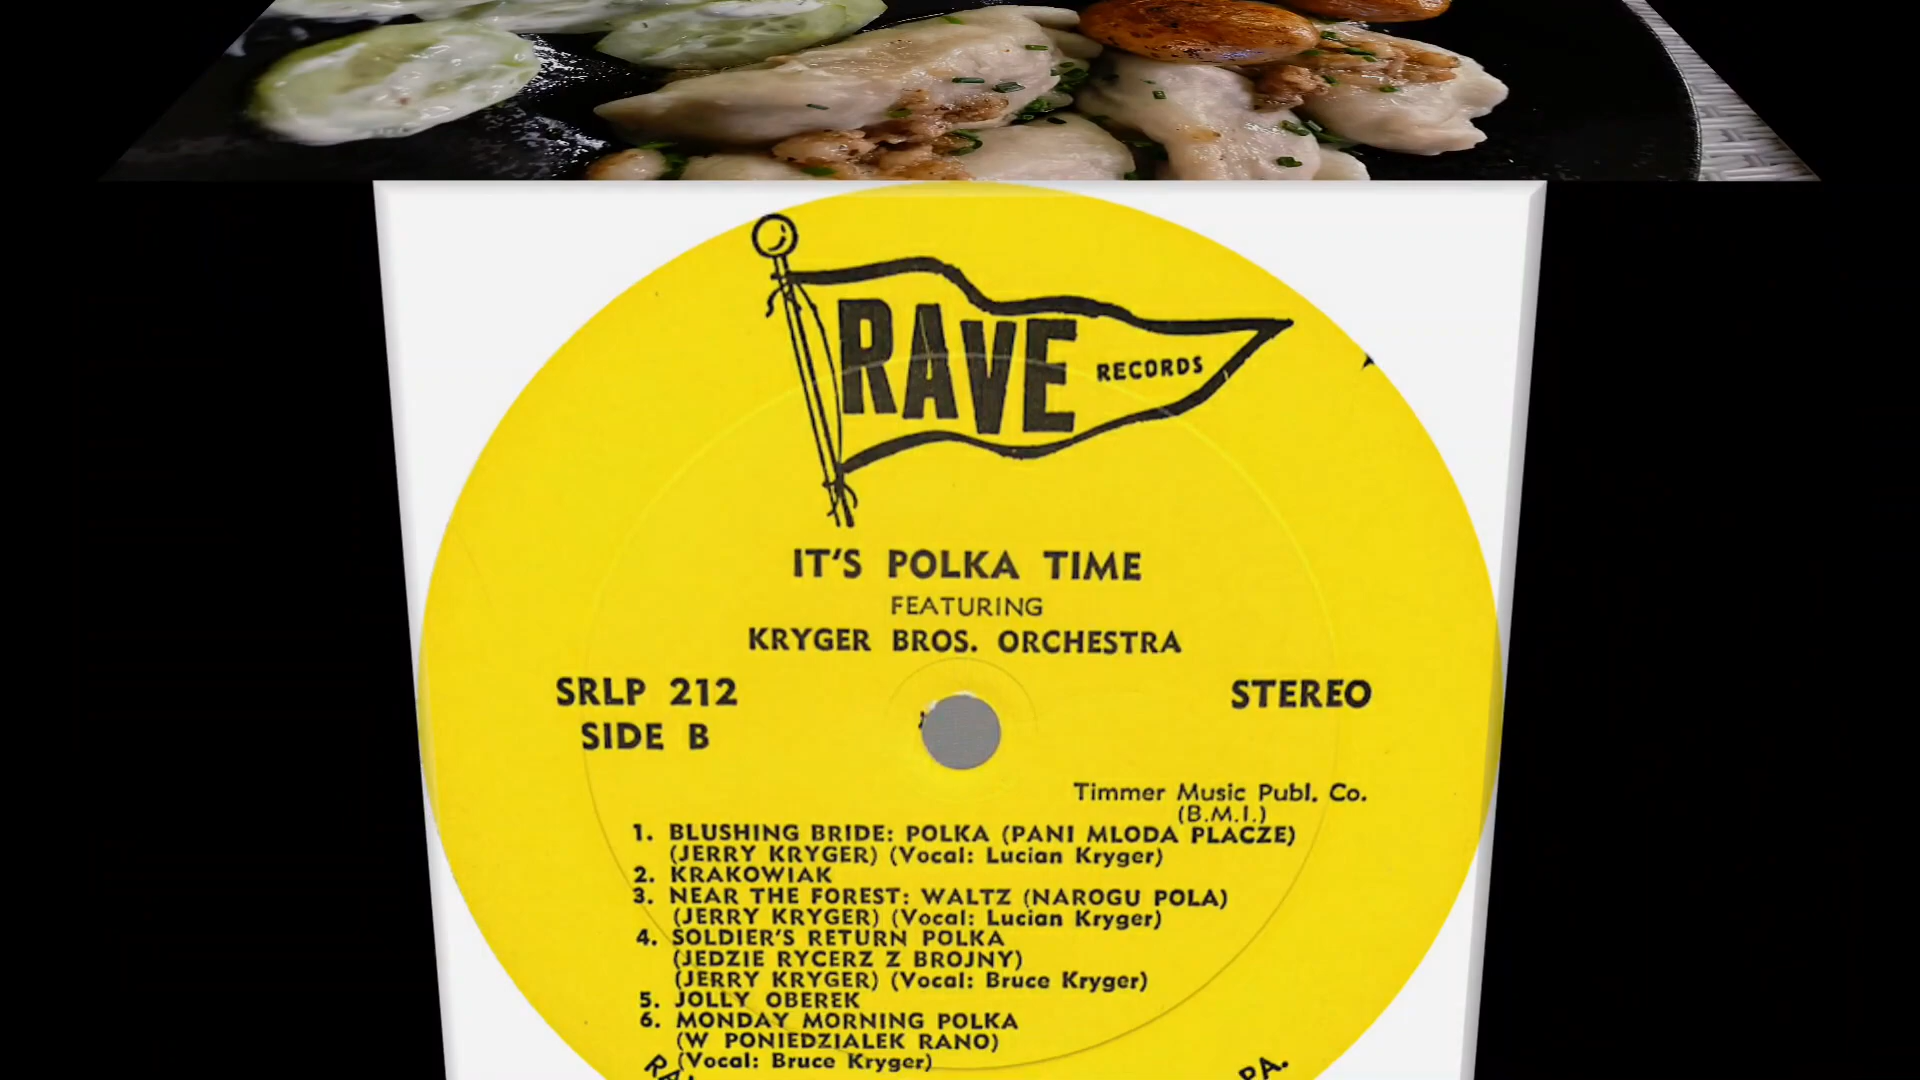 RAVE RECORDS
IT'S POLKA TIME
FEATURING
KRYGER BROS. ORCHESTRA
SRLP 212 STEREO
SIDE B
Timmer Music Publ. Co.
(B.M.I.)
1. BLUSHING BRIDE: POLKA (PANI MLODA PLACZE)
(JERRY KRYGER) (Vocal: Lucian Kryger)
2. KRAKOWIAK
3. NEAR THE FOREST: WALTZ (NAROGU POLA)
(JERRY KRYGER) (Vocal: Lucian Kryger)
4. SOLDIER'S RETURN POLKA
(JEDZIE RYCERZ Z BROJNY)
(JERRY KRYGER) (Vocal: Bruce Kryger)
5. JOLLY OBEREK
6. MONDAY MORNING POLKA
(W PONIEDZIALEK RANO)
(Vocal: Bruce Kryger)
PA.